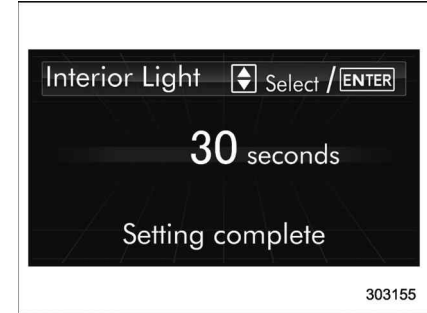 Interior Light Select / ENTER
30 seconds
Setting complete
303155